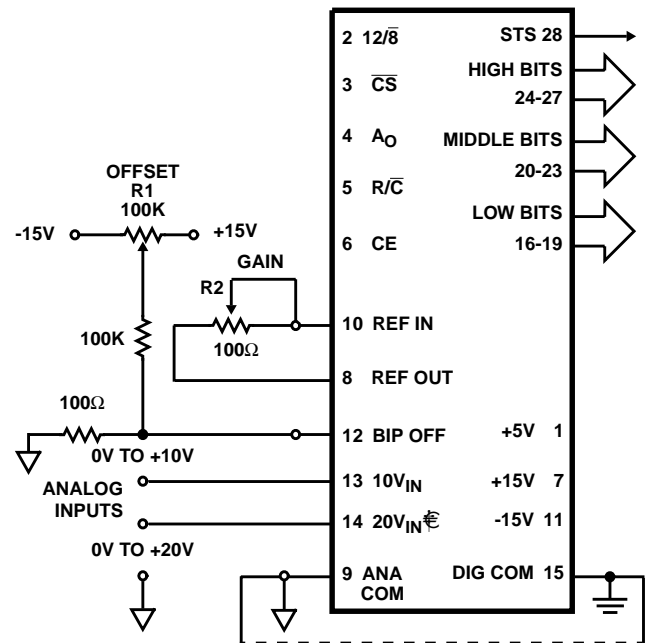 2 12/8̅
STS 28
HIGH BITS
24-27
3 C̅S̅
4 AO
MIDDLE BITS
20-23
5 R/C̅
LOW BITS
16-19
6 CE
OFFSET
R1
100K
-15V
+15V
GAIN
R2
100Ω
10 REF IN
100K
8 REF OUT
100Ω
12 BIP OFF
+5V 1
0V TO +10V
13 10VIN
+15V 7
ANALOG
INPUTS
14 20VIN
-15V 11
0V TO +20V
9 ANA
COM
DIG COM 15